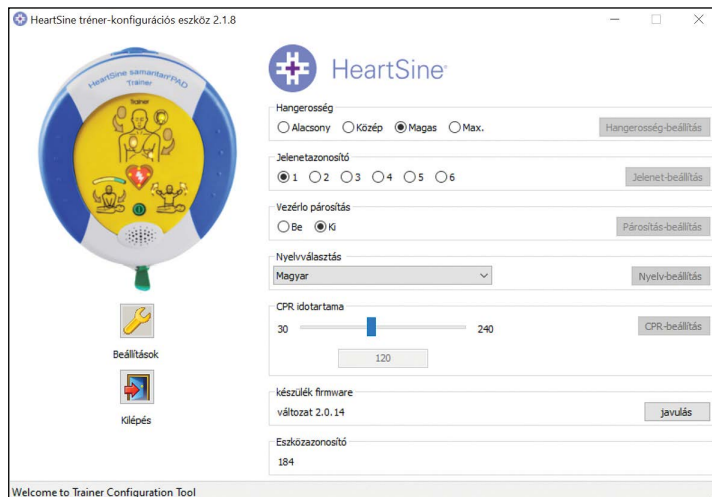 HeartSine tréner-konfigurációs eszköz 2.1.8
HeartSine samaritan PAD
Trainer
Trainer
Beállítások
Kilépés
HeartSine
Hangerosség
Alacsony Közép Magas Max. Hangerosség-beállítás
Jelenetazonosító
1 2 3 4 5 6 Jelenet-beállítás
Vezérlo párosítás
Be Ki Párosítás-beállítás
Nyelvválasztás
Magyar Nyelv-beállítás
CPR idotartama
30 240 CPR-beállítás
120
készülék firmware
változat 2.0.14 javulás
Eszközazonosító
184
Welcome to Trainer Configuration Tool